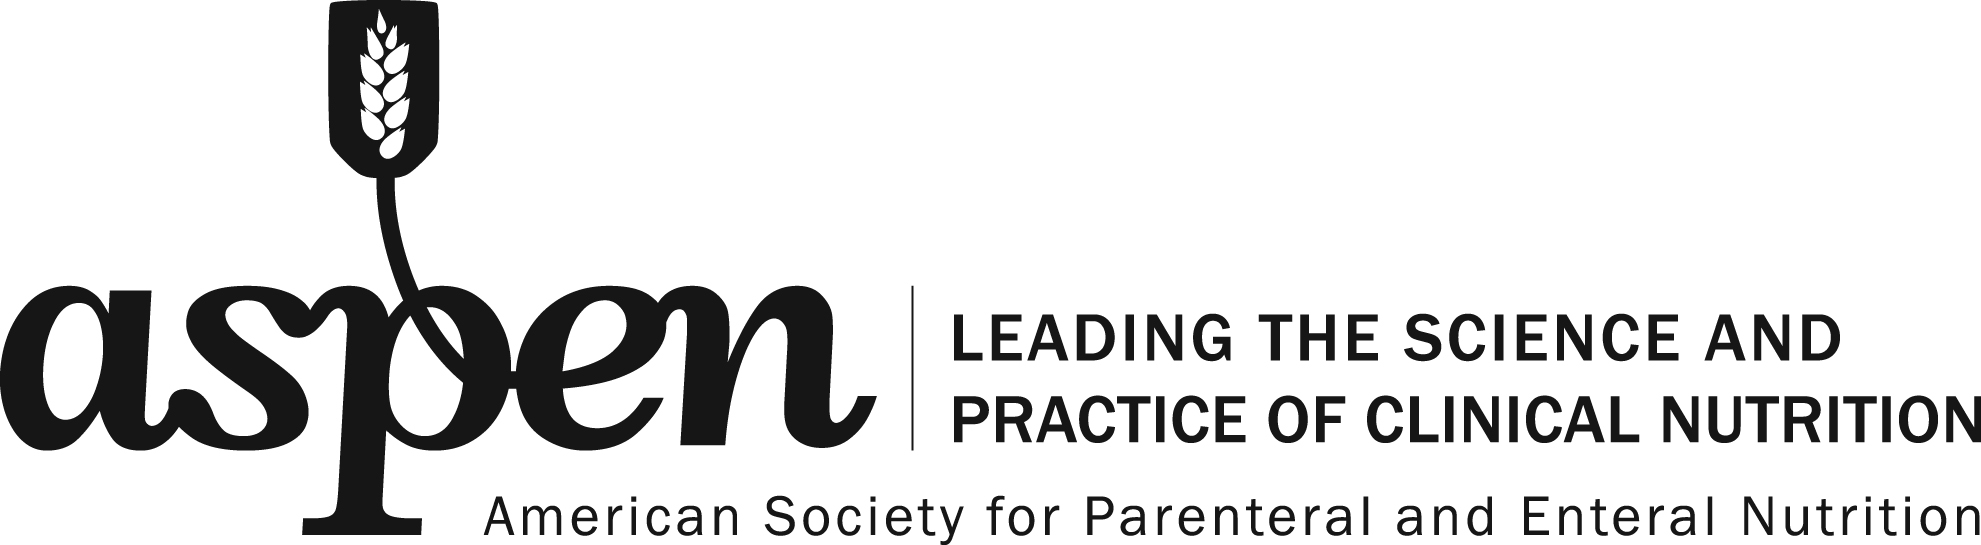 aspen
LEADING THE SCIENCE AND
PRACTICE OF CLINICAL NUTRITION
American Society for Parenteral and Enteral Nutrition